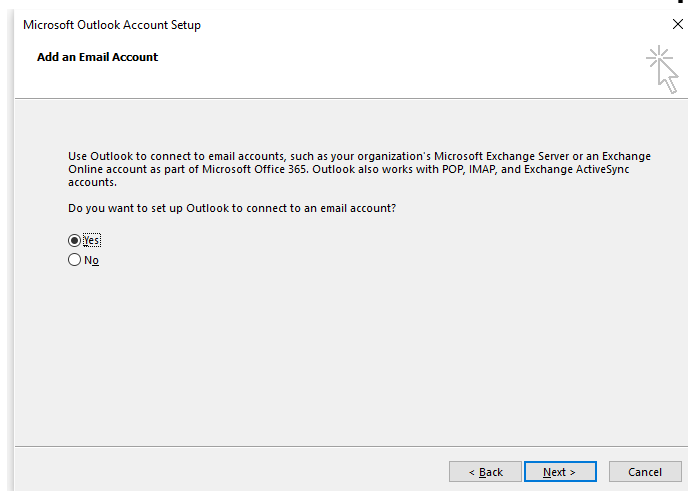 Microsoft Outlook Account Setup
Add an Email Account
Use Outlook to connect to email accounts, such as your organization's Microsoft Exchange Server or an Exchange
Online account as part of Microsoft Office 365. Outlook also works with POP, IMAP, and Exchange ActiveSync
accounts.
Do you want to set up Outlook to connect to an email account?
Yes
No
< Back Next > Cancel